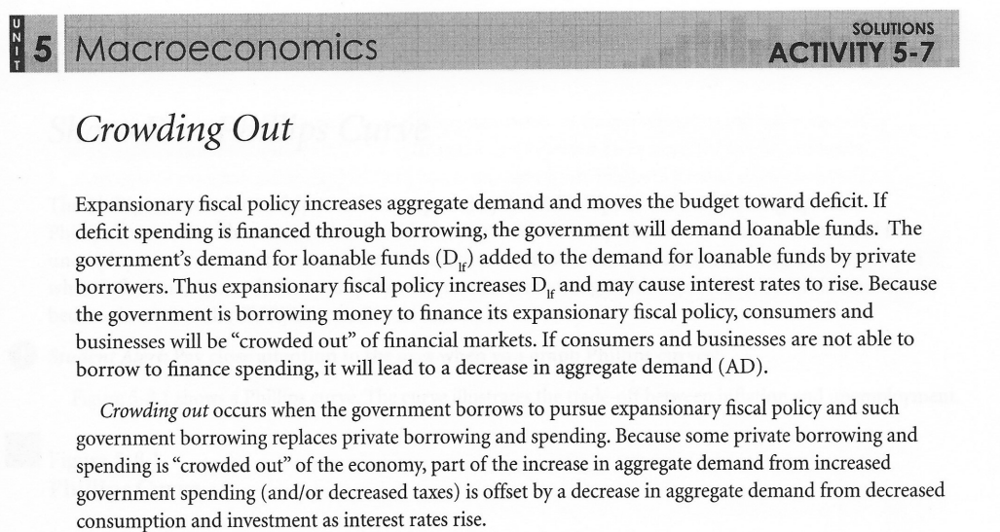 UNIT
5 Macroeconomics
SOLUTIONS
ACTIVITY 5-7
Crowding Out
Expansionary fiscal policy increases aggregate demand and moves the budget toward deficit. If
deficit spending is financed through borrowing, the government will demand loanable funds. The
government's demand for loanable funds (Dlf) added to the demand for loanable funds by private
borrowers. Thus expansionary fiscal policy increases Dlf and may cause interest rates to rise. Because
the government is borrowing money to finance its expansionary fiscal policy, consumers and
businesses will be “crowded out” of financial markets. If consumers and businesses are not able to
borrow to finance spending, it will lead to a decrease in aggregate demand (AD).
Crowding out occurs when the government borrows to pursue expansionary fiscal policy and such
government borrowing replaces private borrowing and spending. Because some private borrowing and
spending is “crowded out” of the economy, part of the increase in aggregate demand from increased
government spending (and/or decreased taxes) is offset by a decrease in aggregate demand from decreased
consumption and investment as interest rates rise.